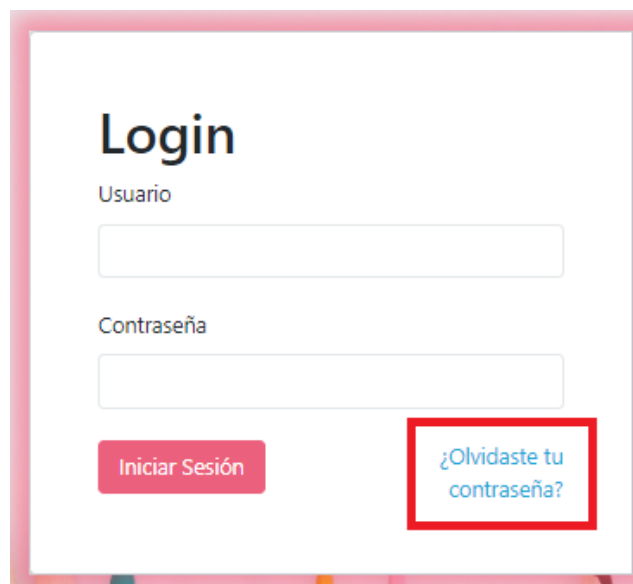 Login
Usuario
Contraseña
Iniciar Sesión
¿Olvidaste tu
contraseña?